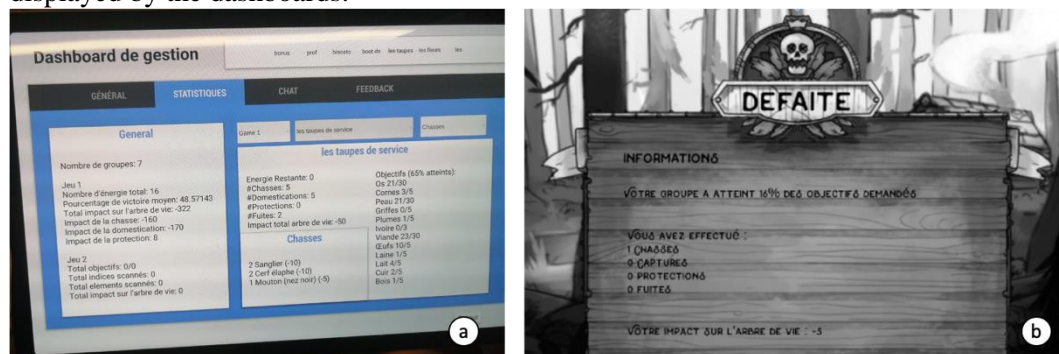 displayed by the dashboards.
Dashboard de gestion
bonus prof bresoto bout de les taupes les fleurs les
GÉNÉRAL STATISTIQUES CHAT FEEDBACK
General
Nombre de groupes: 7
Jeu 1
Nombre d'énergie total: 16
Pourcentage de victoire moyen: 48.57143
Total impact sur l'arbre de vie: -322
Impact de la chasse: -160
Impact de la domestication: -170
Impact de la protection: 8
Jeu 2
Total objectifs: 0/0
Total indices scannés: 0
Total elements scannés: 0
Total impact sur l'arbre de vie: 0
Game 1 les taupes de service Chasses
les taupes de service
Energie Restante: 0
#Chasses: 5
#Domestications: 5
#Protections: 0
#Fuites: 2
Impact total arbre de vie: -50
Chasses
2 Sanglier (-10)
2 Cerf élaphe (-10)
1 Mouton (nez noir) (-5)
Objectifs (65% atteints):
Os 21/30
Cornes 3/5
Peau 21/30
Griffes 0/5
Plumes 1/5
Ivoire 0/3
Viande 23/30
Œufs 10/5
Laine 1/5
Lait 4/5
Cuir 2/5
Bois 1/5
a
DEFAITE
INFORMATIONS
VOTRE GROUPE A ATTEINT 16% DES OBJECTIFS DEMANDÉS
VOUS AVEZ EFFECTUÉ :
1 CHASSES
0 CAPTURES
0 PROTECTIONS
0 FUITES
VOTRE IMPACT SUR L'ARBRE DE VIE : -5
b